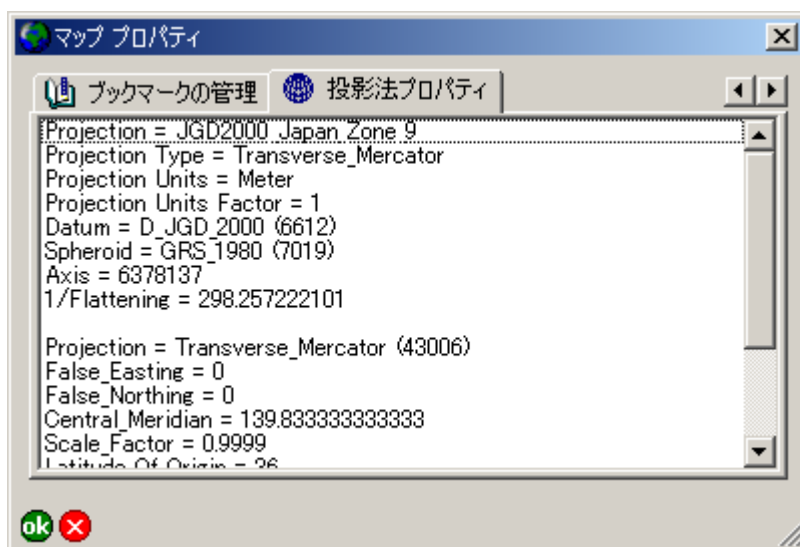 マップ プロパティ
ブックマークの管理
投影法プロパティ
Projection = JGD2000 Japan Zone 9
Projection Type = Transverse_Mercator
Projection Units = Meter
Projection Units Factor = 1
Datum = D_JGD_2000 (6612)
Spheroid = GRS_1980 (7019)
Axis = 6378137
1/Flattening = 298.257222101
Projection = Transverse_Mercator (43006)
False_Easting = 0
False_Northing = 0
Central_Meridian = 139.833333333333
Scale_Factor = 0.9999
Latitude_Of_Origin = 36
ok